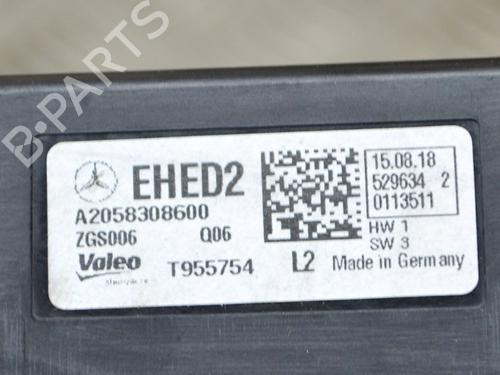 B-PARTS
EHED2
A2058308600
ZGS006 Q06
Valeo T955754 L2
15.08.18
529634 2
0113511
HW 1
SW 3
Made in Germany